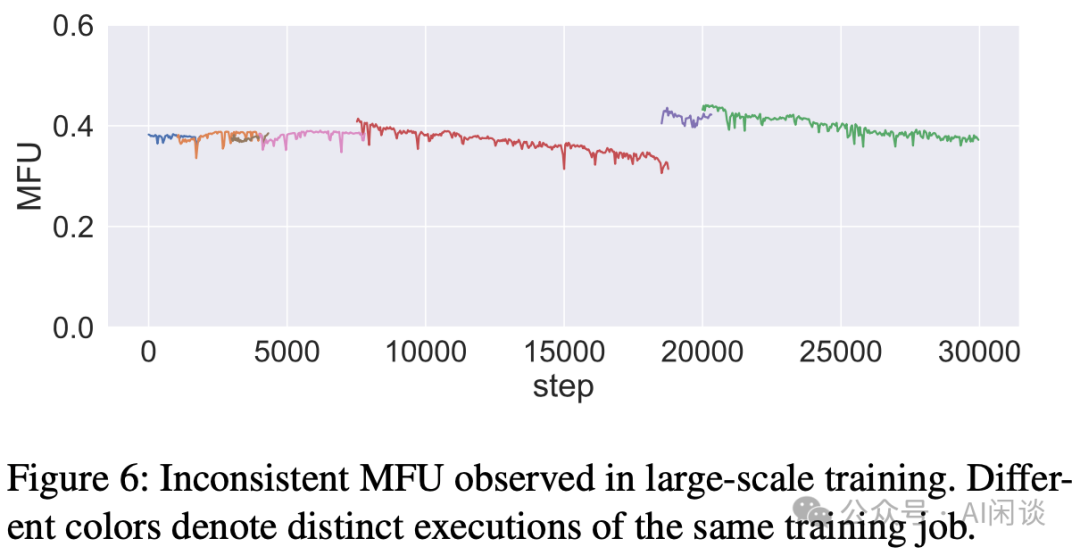 0.6
0.4
0.2
0.0
MFU
0 5000 10000 15000 20000 25000 30000
step
Figure 6: Inconsistent MFU observed in large-scale training. Differ-
ent colors denote distinct executions of the same training job.
公众号 · AI闲谈